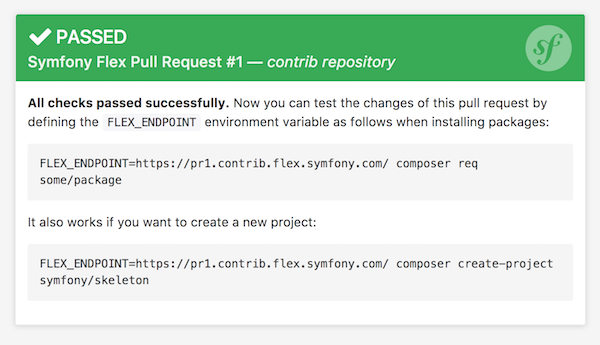 PASSED
Symfony Flex Pull Request #1 — contrib repository
sf
All checks passed successfully. Now you can test the changes of this pull request by
defining the FLEX_ENDPOINT environment variable as follows when installing packages:
FLEX_ENDPOINT=https://pr1.contrib.flex.symfony.com/ composer req
some/package
It also works if you want to create a new project:
FLEX_ENDPOINT=https://pr1.contrib.flex.symfony.com/ composer create-project
symfony/skeleton